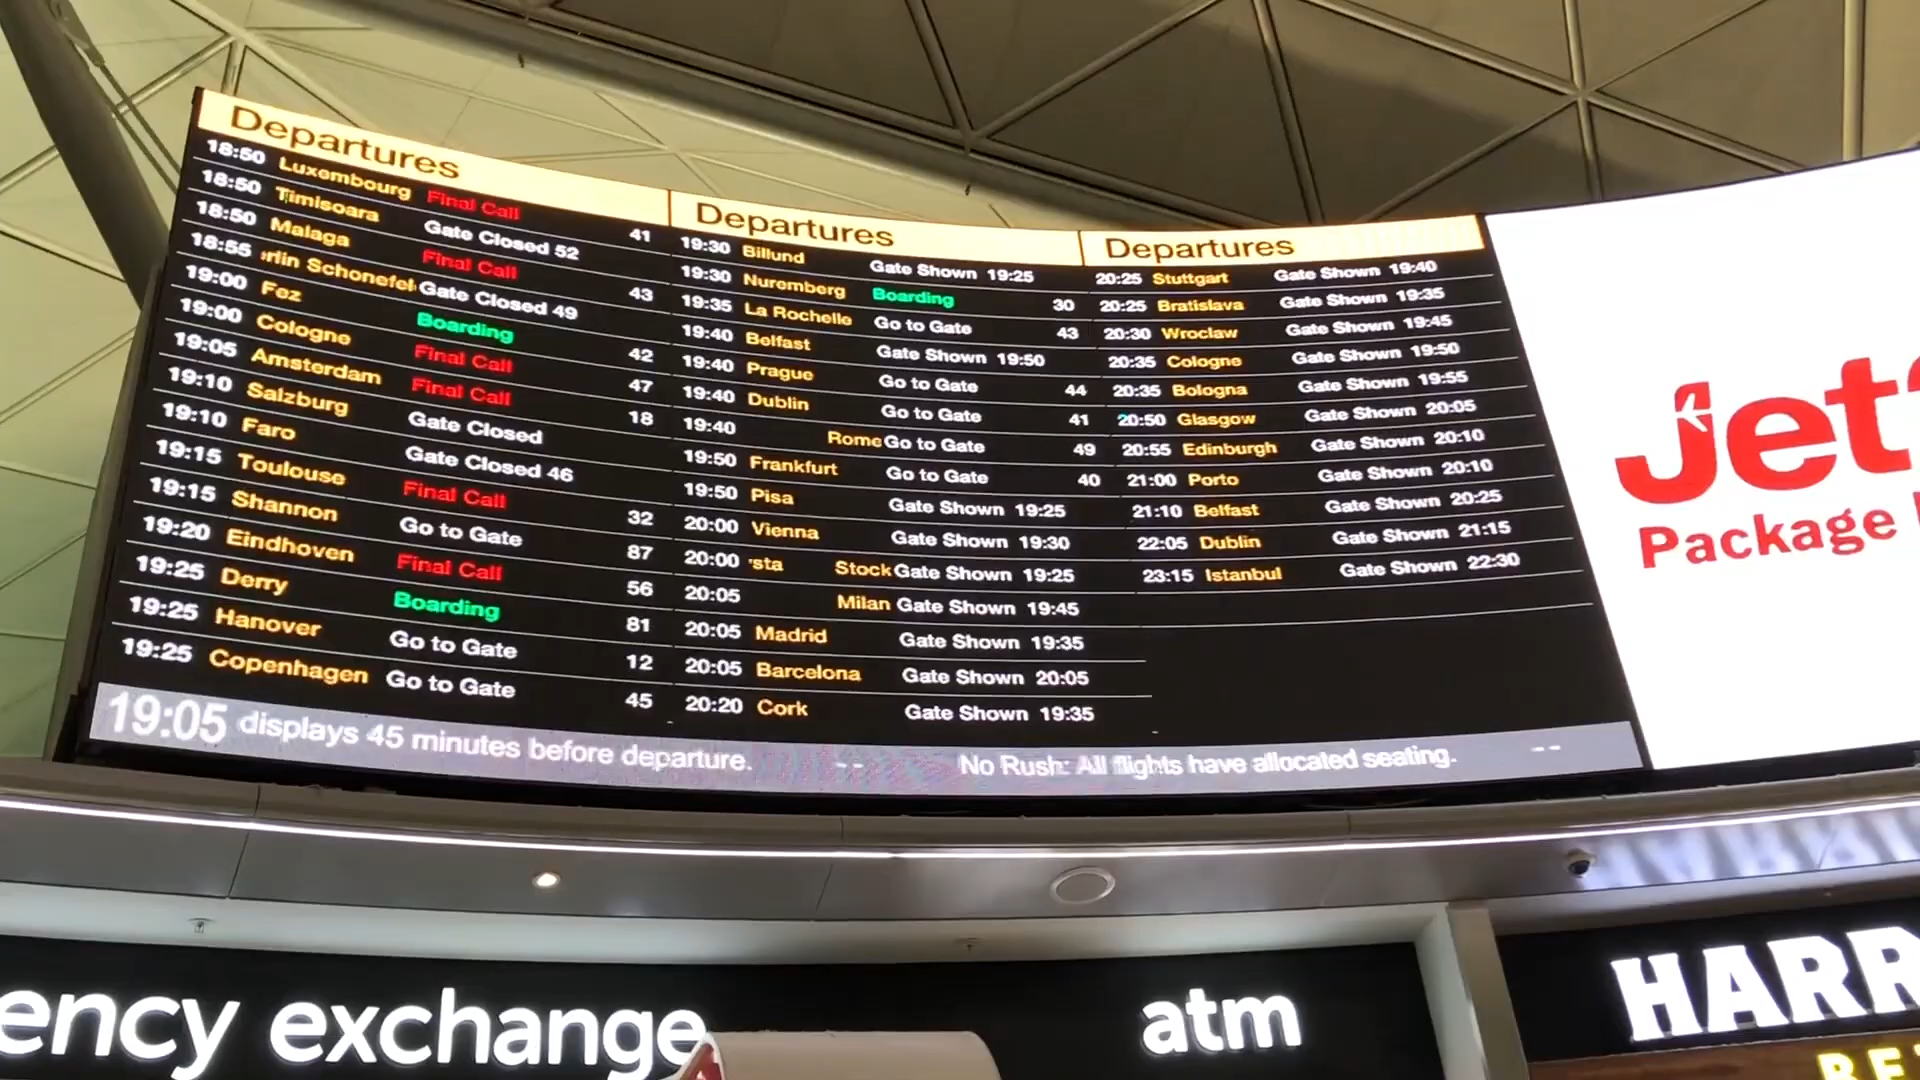 Departures
18:50 Luxembourg Final Call 41
18:50 Timisoara Gate Closed 52
18:50 Malaga Final Call 43
18:55 rlin Schonefel Gate Closed 49
19:00 Fez Boarding 42
19:00 Cologne Final Call 47
19:05 Amsterdam Final Call 18
19:10 Salzburg Gate Closed
19:10 Faro Gate Closed 46
19:15 Toulouse Final Call 32
19:15 Shannon Go to Gate 87
19:20 Eindhoven Final Call 56
19:25 Derry Boarding 81
19:25 Hanover Go to Gate 12
19:25 Copenhagen Go to Gate 45
Departures
19:30 Billund Gate Shown 19:25
19:30 Nuremberg Boarding 30
19:35 La Rochelle Go to Gate 43
19:40 Belfast Gate Shown 19:50
19:40 Prague Go to Gate 44
19:40 Dublin Go to Gate 41
19:40 Rome Go to Gate 49
19:50 Frankfurt Go to Gate 40
19:50 Pisa Gate Shown 19:25
20:00 Vienna Gate Shown 19:30
20:00 sta Stock Gate Shown 19:25
20:05 Milan Gate Shown 19:45
20:05 Madrid Gate Shown 19:35
20:05 Barcelona Gate Shown 20:05
20:20 Cork Gate Shown 19:35
Departures
20:25 Stuttgart Gate Shown 19:40
20:25 Bratislava Gate Shown 19:35
20:30 Wroclaw Gate Shown 19:45
20:35 Cologne Gate Shown 19:50
20:35 Bologna Gate Shown 19:55
20:50 Glasgow Gate Shown 20:05
20:55 Edinburgh Gate Shown 20:10
21:00 Porto Gate Shown 20:10
21:10 Belfast Gate Shown 20:25
22:05 Dublin Gate Shown 21:15
23:15 Istanbul Gate Shown 22:30
19:05 displays 45 minutes before departure. -- No Rush: All flights have allocated seating. --
Jet
Package
ency exchange
atm
HARR
BE